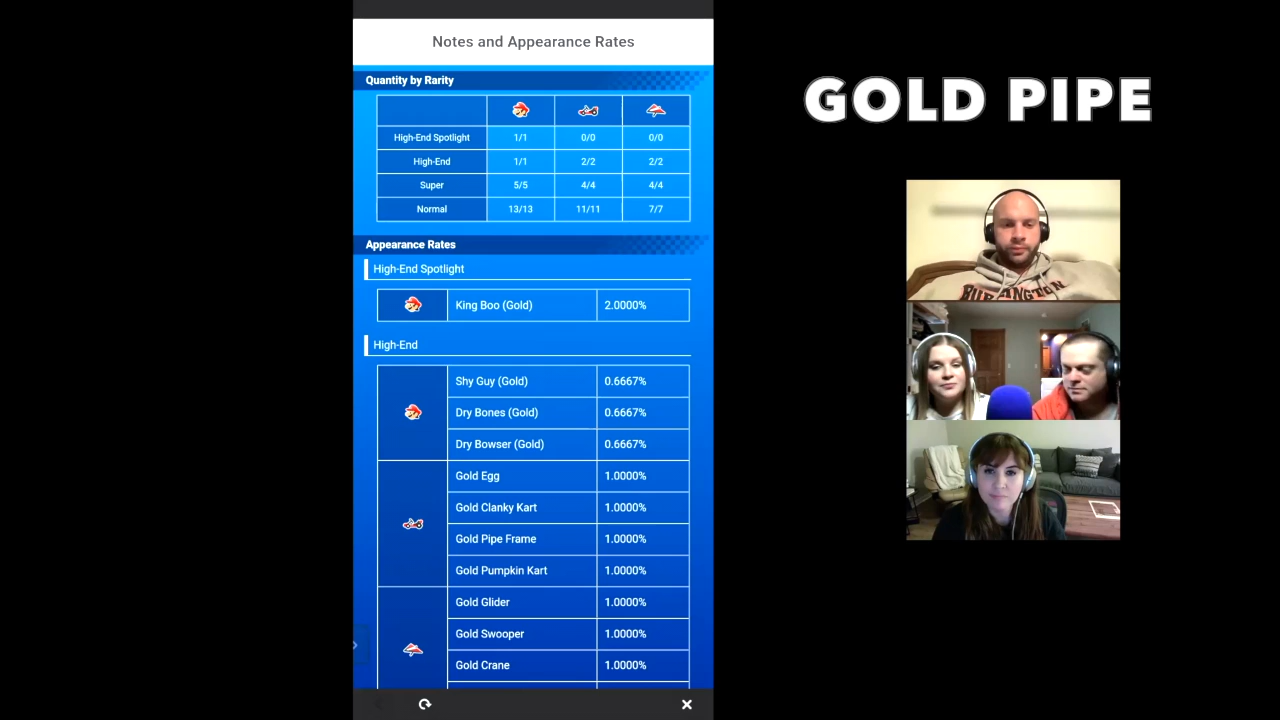 Notes and Appearance Rates
GOLD PIPE
Quantity by Rarity
High-End Spotlight 1/1 0/0 0/0
High-End 1/1 2/2 2/2
Super 5/5 4/4 4/4
Normal 13/13 11/11 7/7
Appearance Rates
High-End Spotlight
King Boo (Gold) 2.0000%
High-End
Shy Guy (Gold) 0.6667%
Dry Bones (Gold) 0.6667%
Dry Bowser (Gold) 0.6667%
Gold Egg 1.0000%
Gold Clanky Kart 1.0000%
Gold Pipe Frame 1.0000%
Gold Pumpkin Kart 1.0000%
Gold Glider 1.0000%
Gold Swooper 1.0000%
Gold Crane 1.0000%